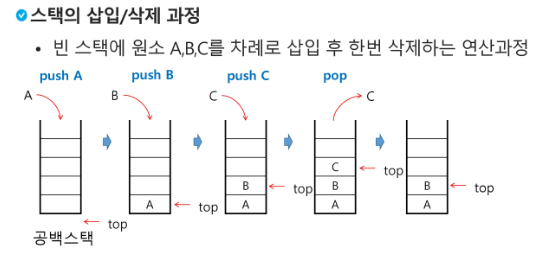 스택의 삽입/삭제 과정
• 빈 스택에 원소 A,B,C를 차례로 삽입 후 한번 삭제하는 연산과정
push A push B push C pop
A B C C
C
B B B
A A A A
top top top top top
공백스택